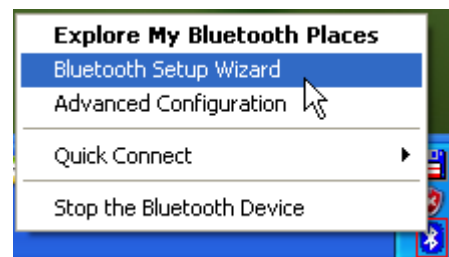 Explore My Bluetooth Places
Bluetooth Setup Wizard
Advanced Configuration
Quick Connect
Stop the Bluetooth Device